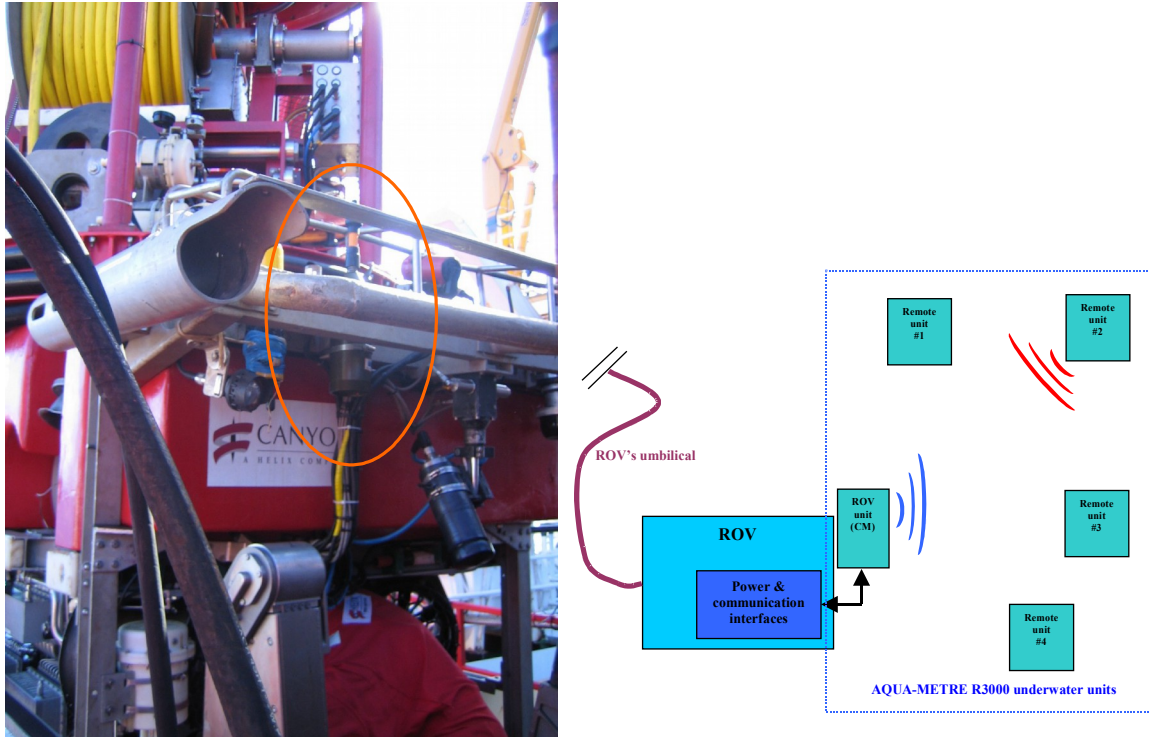 CANYO
A HELIX COM
Remote
unit
#1
Remote
unit
#2
ROV's umbilical
ROV
unit
(CM)
Remote
unit
#3
ROV
Power &
communication
interfaces
Remote
unit
#4
AQUA-METRE R3000 underwater units